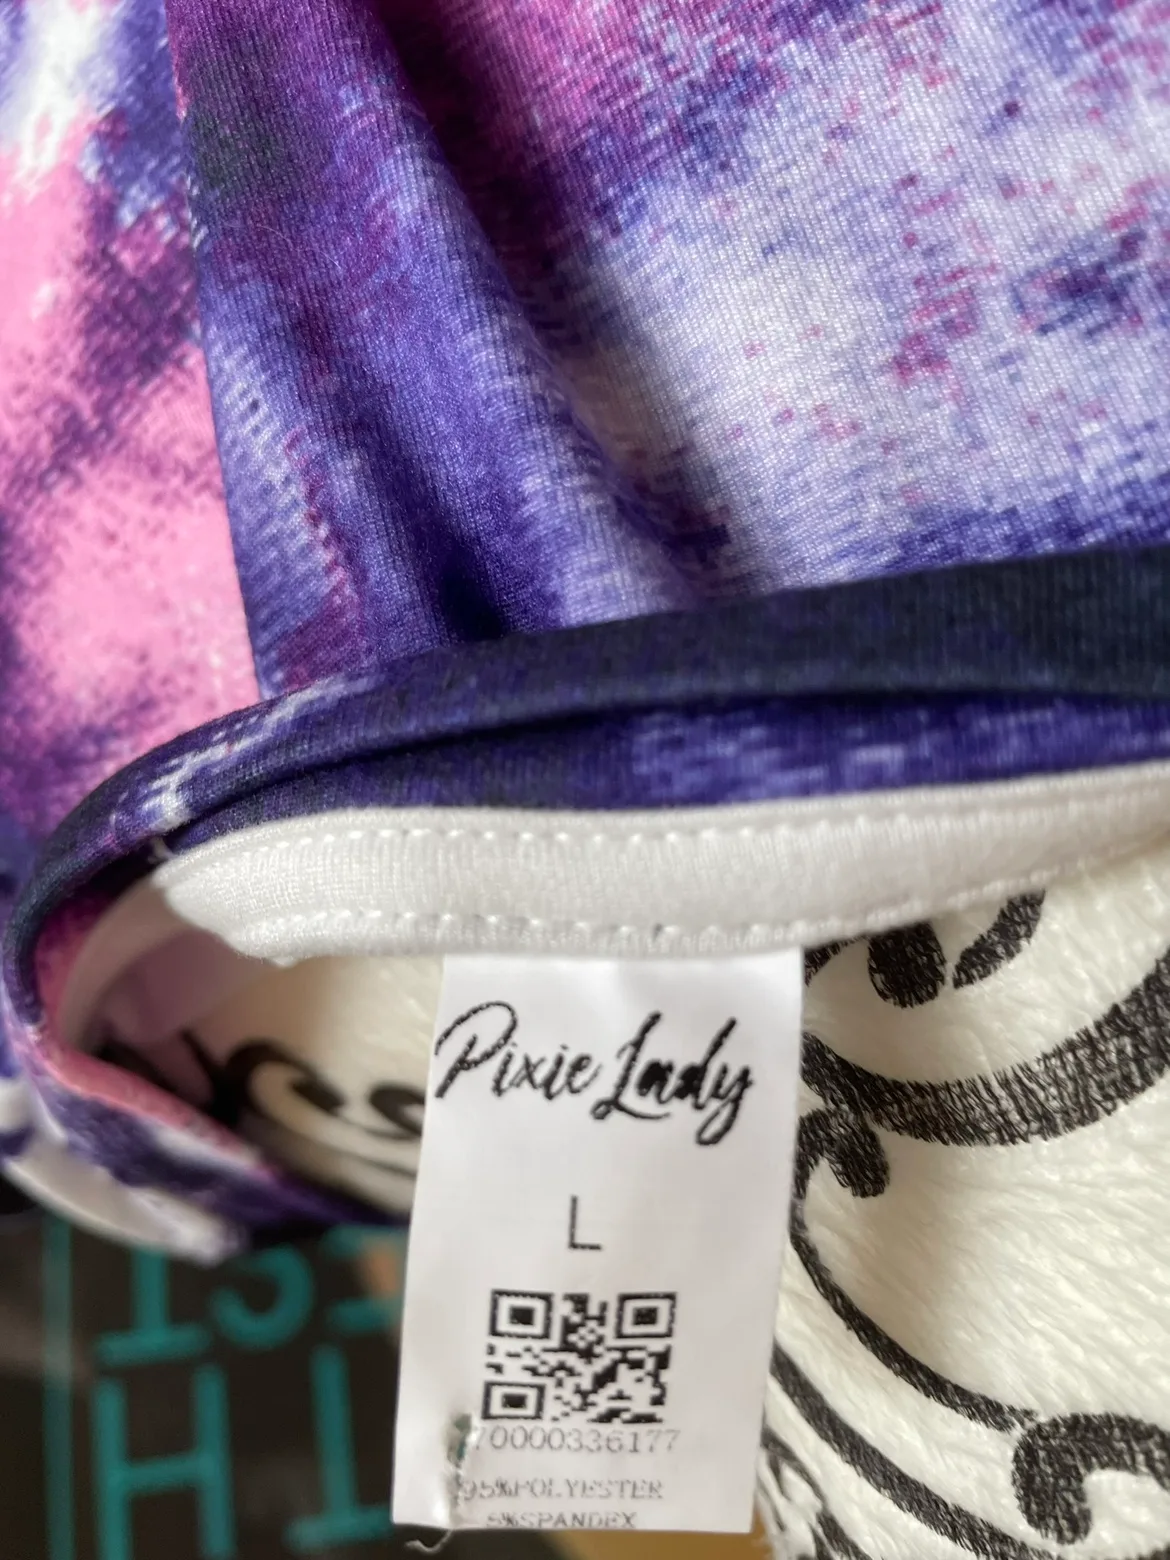 Pixie Lady
L
70000336177
95%POLYESTER
5%SPANDEX